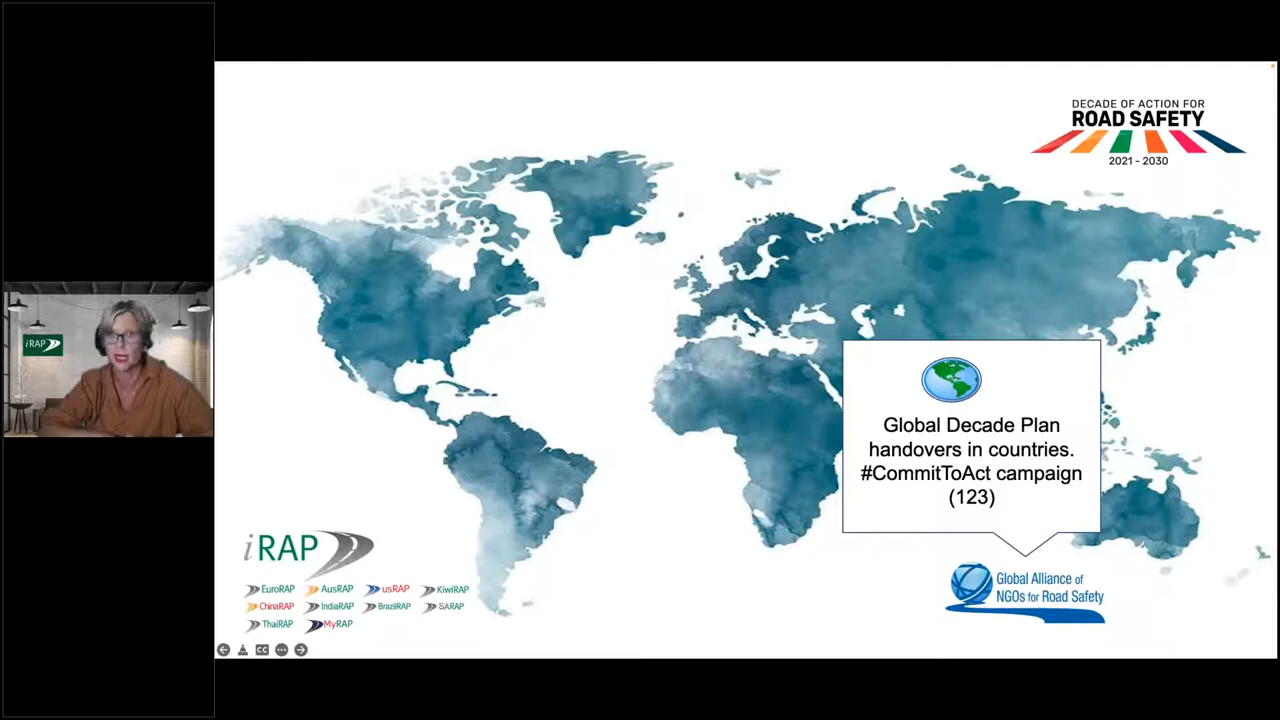 DECADE OF ACTION FOR
ROAD SAFETY
2021 - 2030
iRAP
Global Decade Plan
handovers in countries.
#CommitToAct campaign
(123)
iRAP
EuroRAP AusRAP usRAP KiwiRAP
ChinaRAP IndiaRAP BrazilRAP SARAP
ThaiRAP MyRAP
Global Alliance of
NGOs for Road Safety
CC